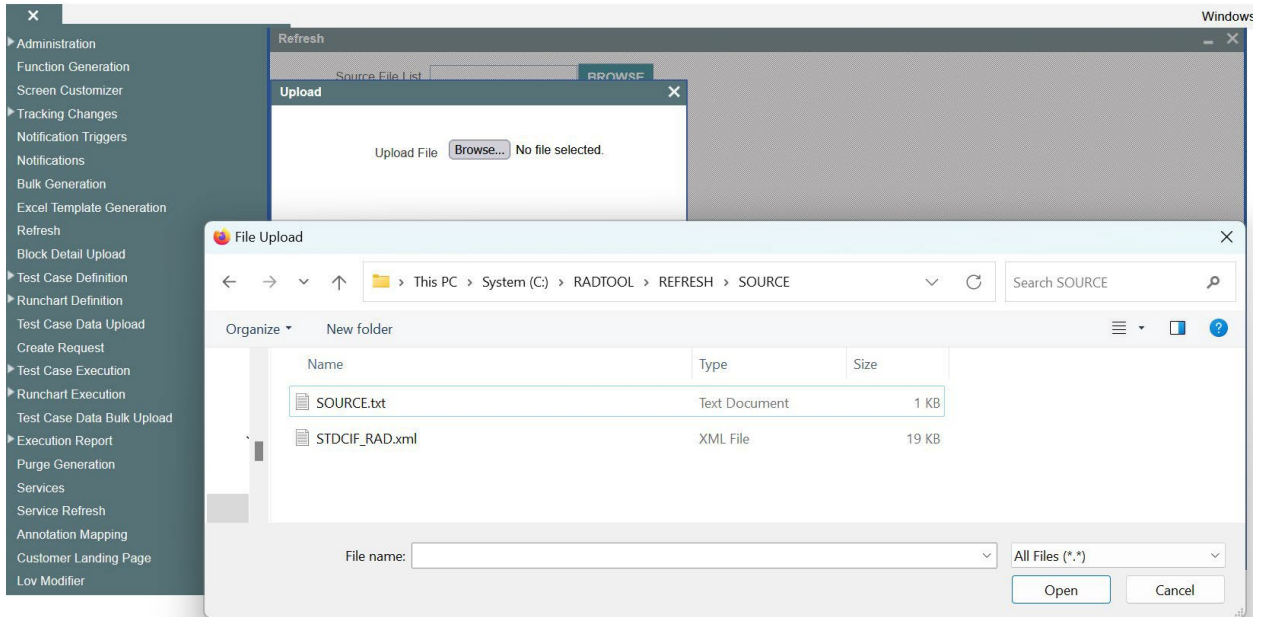 Windows
Administration
Function Generation
Screen Customizer
Tracking Changes
Notification Triggers
Notifications
Bulk Generation
Excel Template Generation
Refresh
Block Detail Upload
Test Case Definition
Runchart Definition
Test Case Data Upload
Create Request
Test Case Execution
Runchart Execution
Test Case Data Bulk Upload
Execution Report
Purge Generation
Services
Service Refresh
Annotation Mapping
Customer Landing Page
Lov Modifier
Refresh
Source File List BROWSE
Upload
Upload File Browse... No file selected.
File Upload
This PC > System (C:) > RADTOOL > REFRESH > SOURCE
Search SOURCE
Organize New folder
Name Type Size
SOURCE.txt Text Document 1 KB
STDCIF_RAD.xml XML File 19 KB
File name: All Files (*.*)
Open Cancel